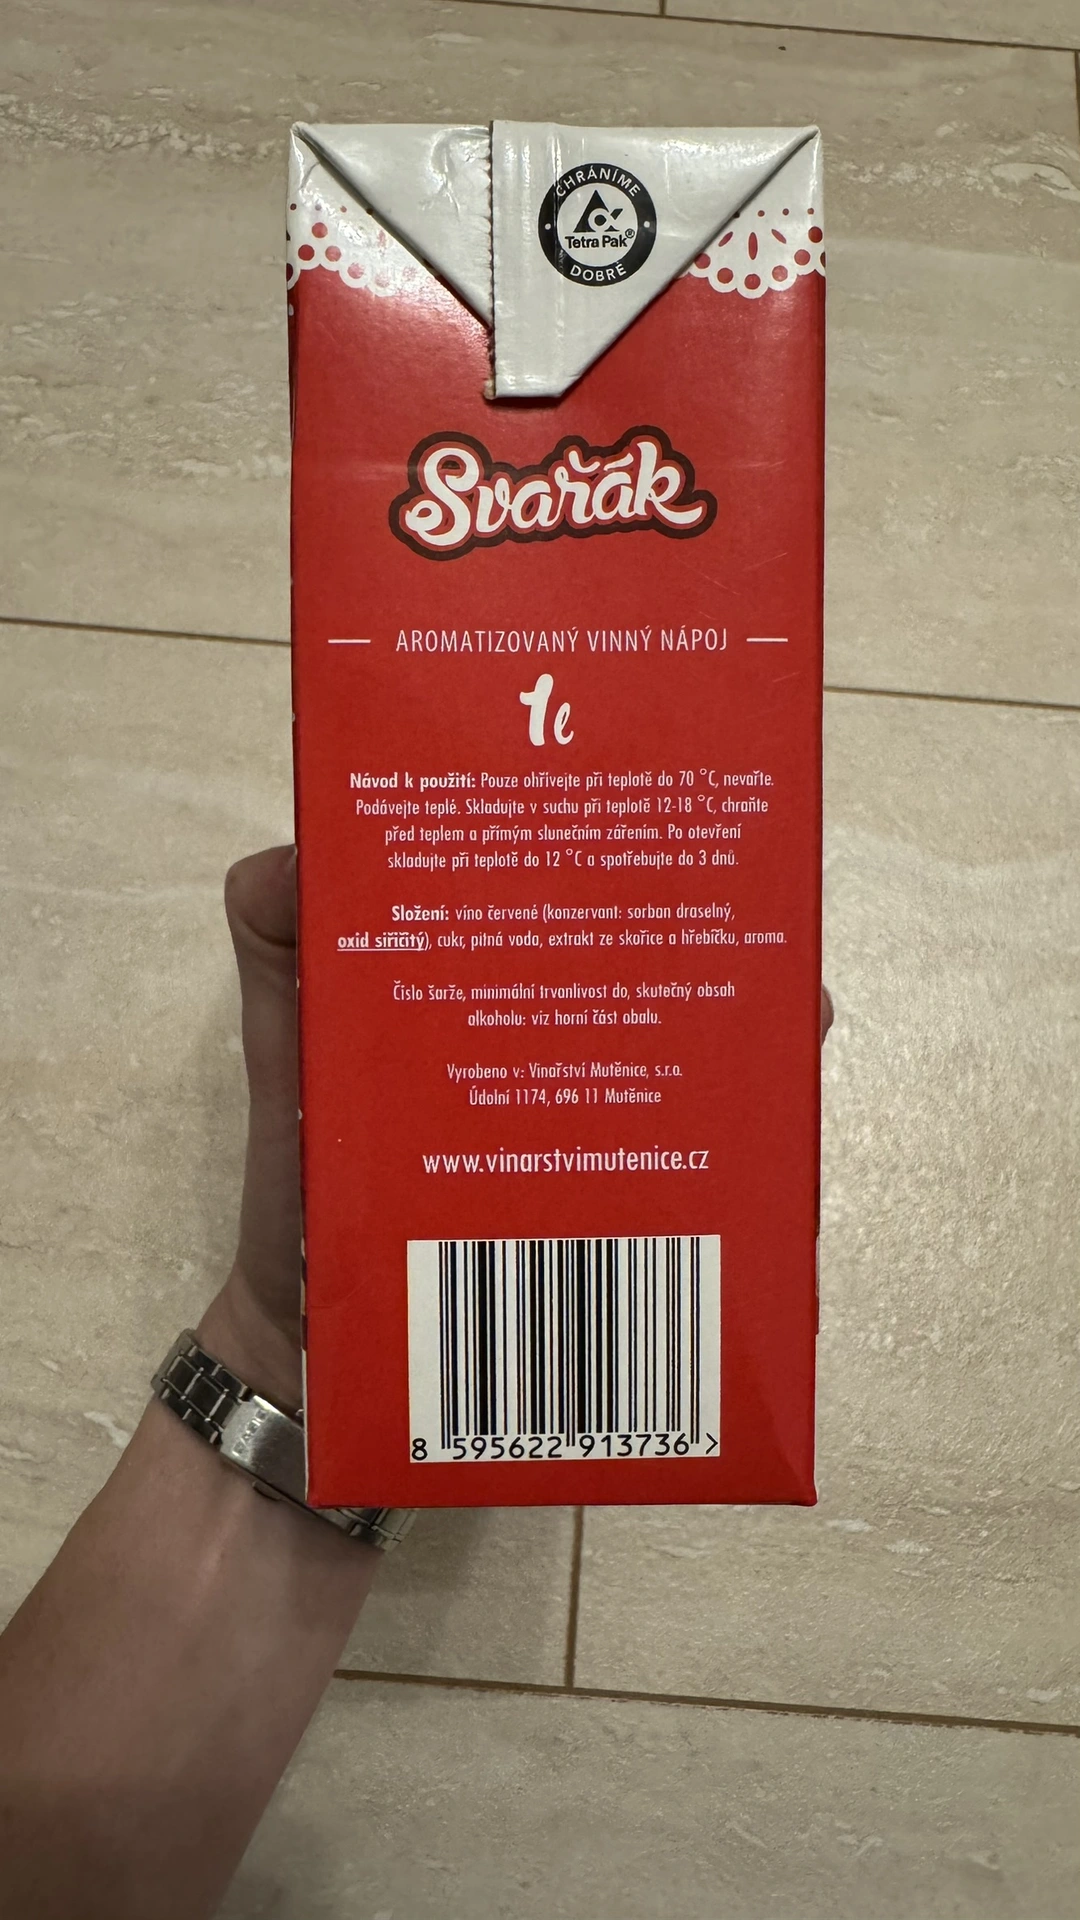 CHRÁNÍME
Tetra Pak®
DOBRÉ
Svařák
AROMATIZOVANÝ VINNÝ NÁPOJ
1l
Návod k použití: Pouze ohřívejte při teplotě do 70 °C, nevařte.
Podávejte teplé. Skladujte v suchu při teplotě 12-18 °C, chraňte
před teplem a přímým slunečním zářením. Po otevření
skladujte při teplotě do 12 °C a spotřebujte do 3 dnů.
Složení: víno červené (konzervant: sorban draselný,
oxid siřičitý), cukr, pitná voda, extrakt ze skořice a hřebíčku, aroma.
Číslo šarže, minimální trvanlivost do, skutečný obsah
alkoholu: viz horní část obalu.
Vyrobeno v: Vinařství Mutěnice, s.r.o.
Údolní 1174, 696 11 Mutěnice
www.vinarstvimutenice.cz
8 595622 913736 >